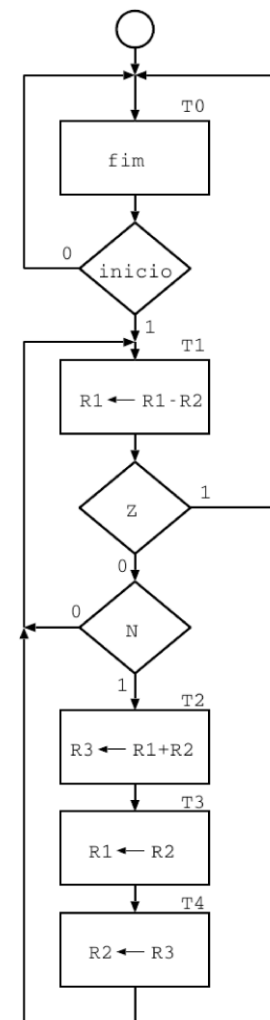 T0
fim
0
inicio
1
T1
R1 ← R1-R2
1
Z
0
0
N
1
T2
R3 ← R1+R2
T3
R1 ← R2
T4
R2 ← R3